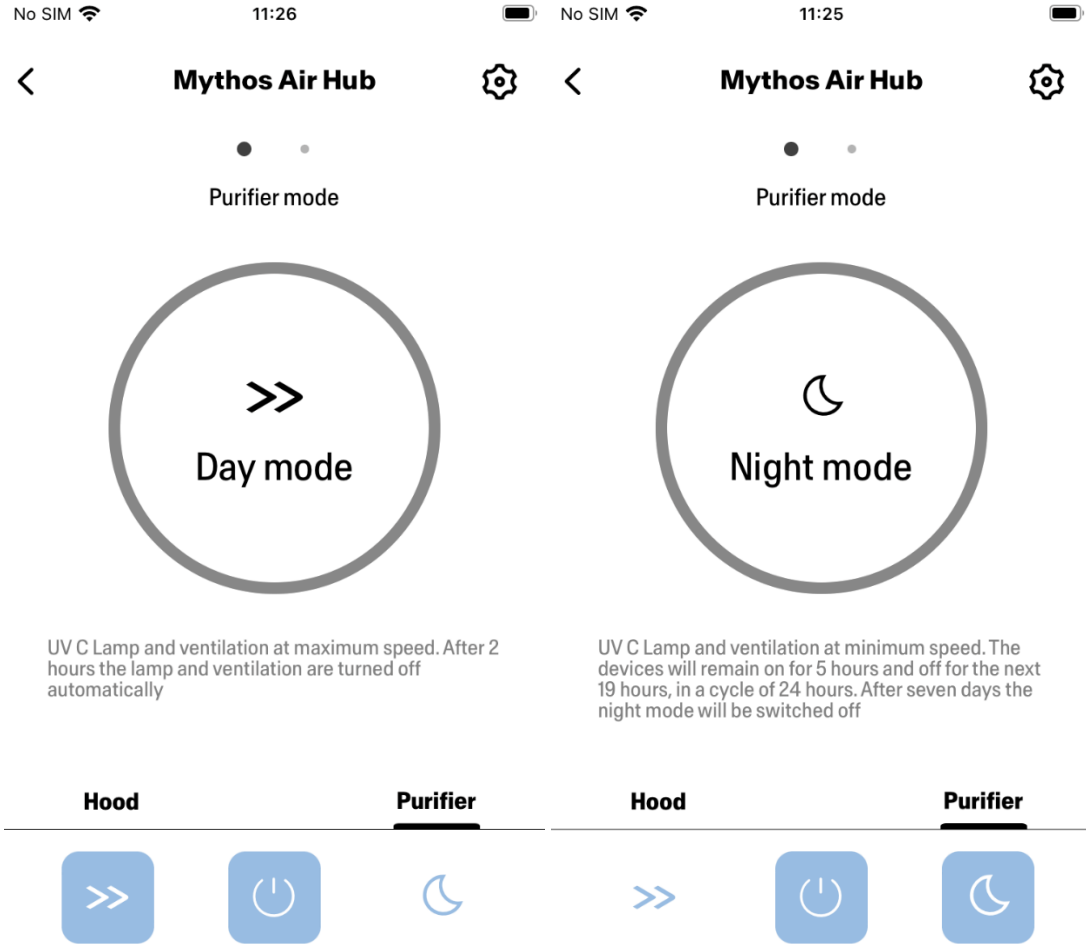 No SIM 11:26
Mythos Air Hub
Purifier mode
Day mode
UV C Lamp and ventilation at maximum speed. After 2
hours the lamp and ventilation are turned off
automatically
Hood Purifier
No SIM 11:25
Mythos Air Hub
Purifier mode
Night mode
UV C Lamp and ventilation at minimum speed. The
devices will remain on for 5 hours and off for the next
19 hours, in a cycle of 24 hours. After seven days the
night mode will be switched off
Hood Purifier